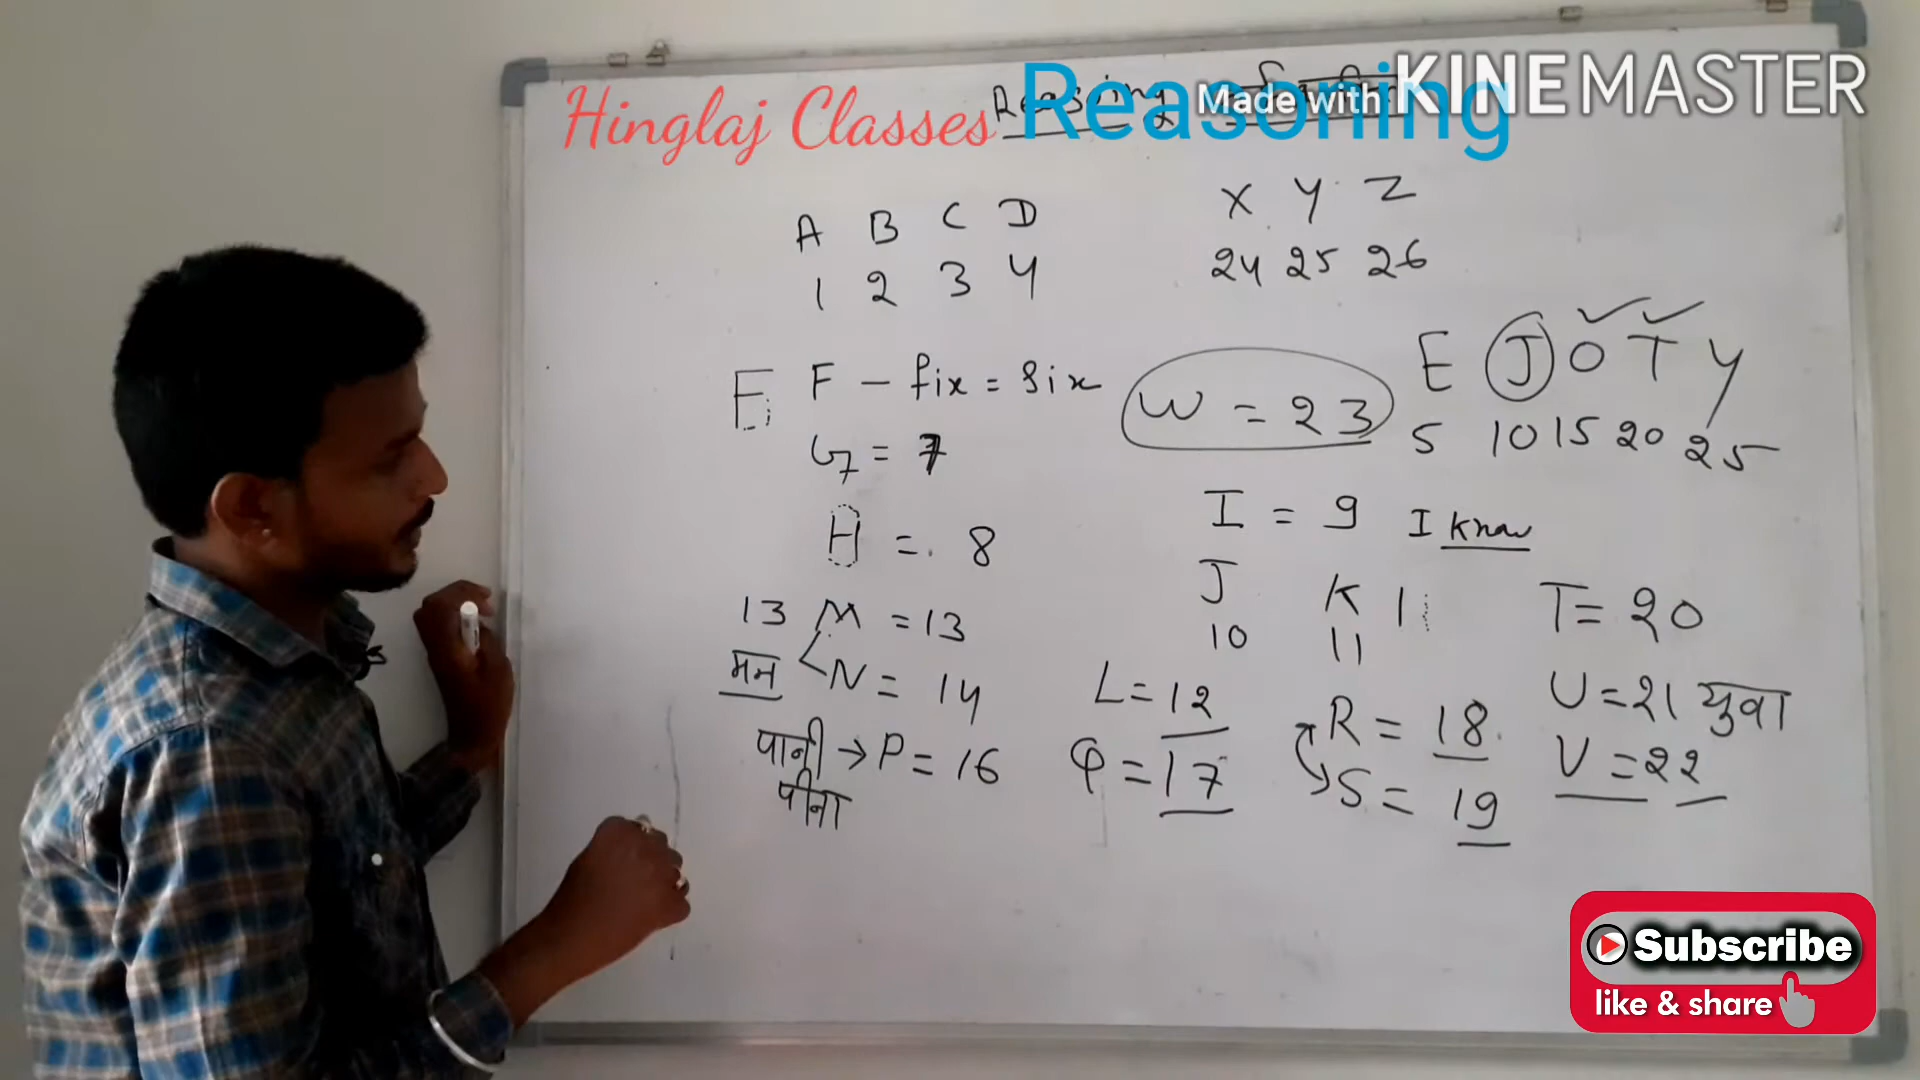 Hinglaj Classes
Reasoning
Reasoning
Made with KINEMASTER
A B C D
1 2 3 4
X Y Z
24 25 26
E F - fix = Six
G = 7
H = 8
W = 23
E J O T Y
5 10 15 20 25
I = 9 I Know
J K 1
10 11
13 M = 13
मन N = 14
पानी → P = 16
पीना
L = 12
Q = 17
R = 18
S = 19
T = 20
U = 21 युवा
V = 22
Subscribe
like & share